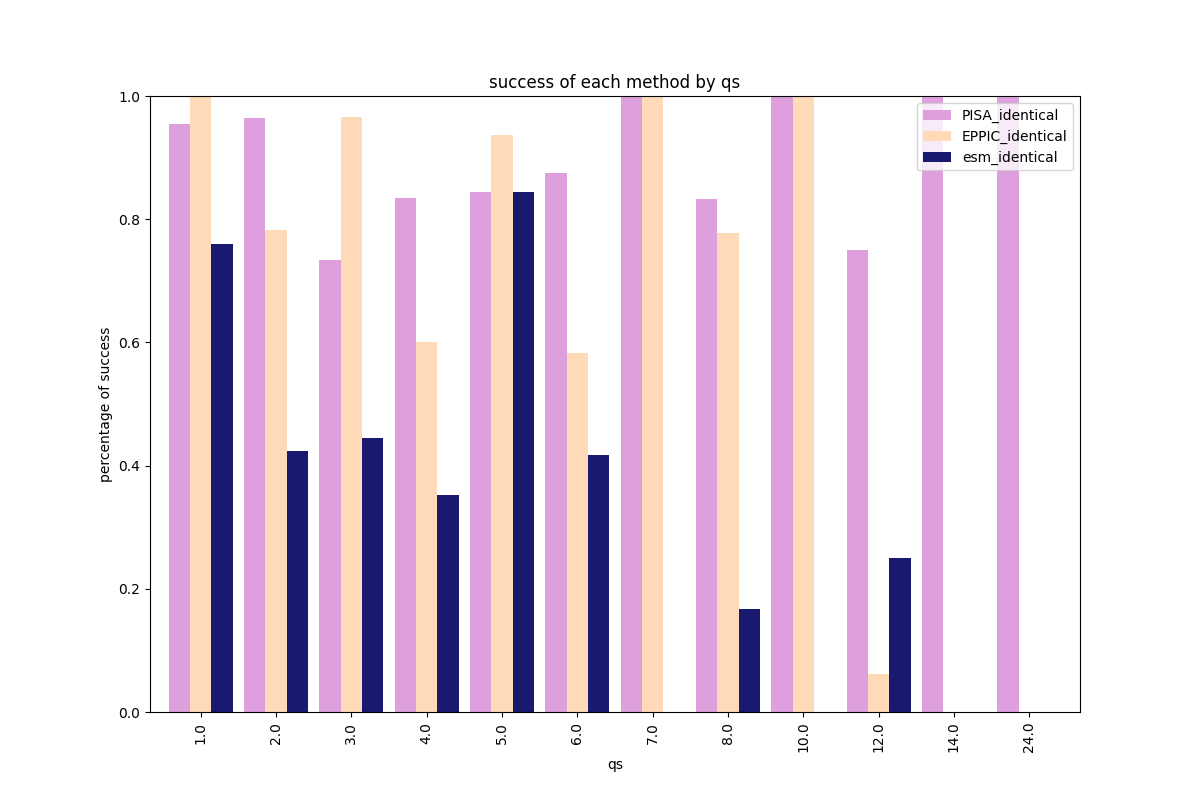 success of each method by qs
1.0
0.8
0.6
0.4
0.2
0.0
percentage of success
PISA_identical
EPPIC_identical
esm_identical
1.0 2.0 3.0 4.0 5.0 6.0 7.0 8.0 10.0 12.0 14.0 24.0
qs